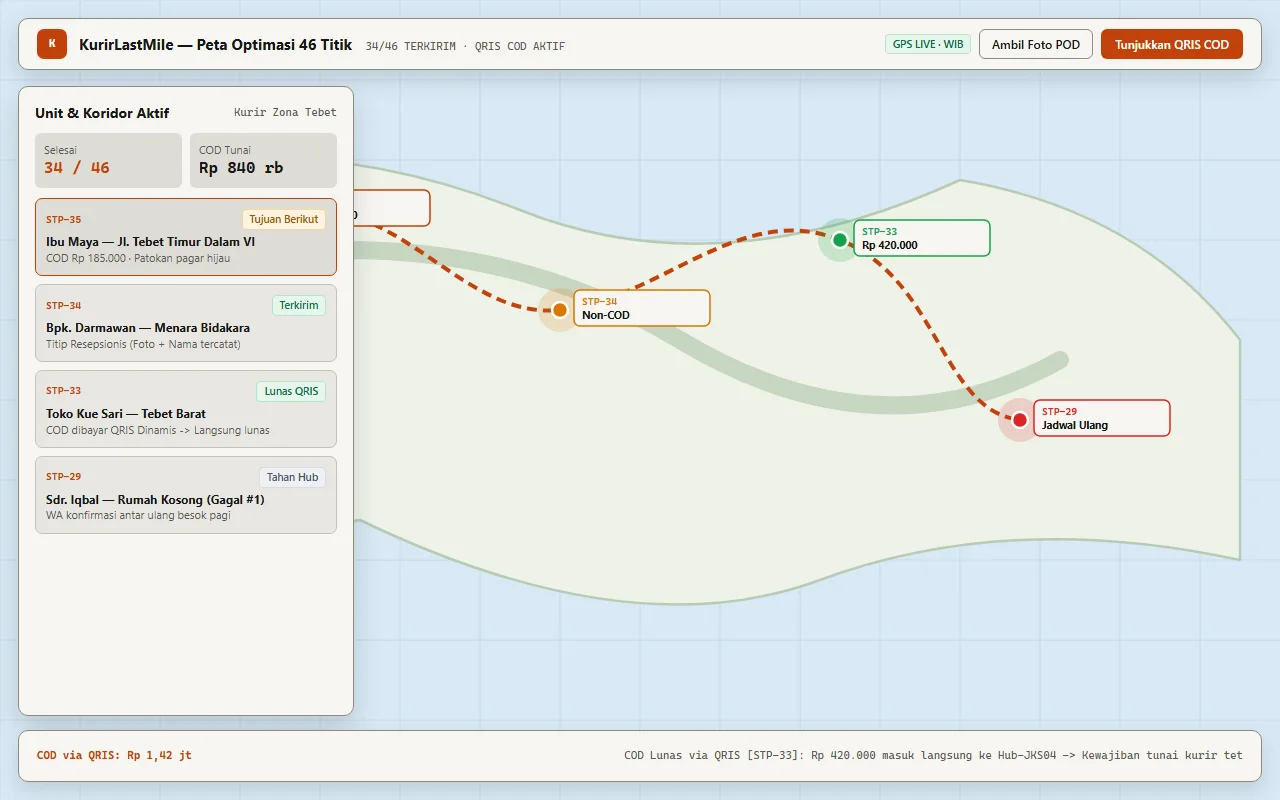 K
KurirLastMile — Peta Optimasi 46 Titik
34/46 TERKIRIM · QRIS COD AKTIF
GPS LIVE · WIB
Ambil Foto POD
Tunjukkan QRIS COD
Unit & Koridor Aktif
Kurir Zona Tebet
Selesai
34 / 46
COD Tunai
Rp 840 rb
STP-35
Tujuan Berikut
Ibu Maya — Jl. Tebet Timur Dalam VI
COD Rp 185.000 · Patokan pagar hijau
STP-34
Terkirim
Bpk. Darmawan — Menara Bidakara
Titip Resepsionis (Foto + Nama tercatat)
STP-33
Lunas QRIS
Toko Kue Sari — Tebet Barat
COD dibayar QRIS Dinamis -> Langsung lunas
STP-29
Tahan Hub
Sdr. Iqbal — Rumah Kosong (Gagal #1)
WA konfirmasi antar ulang besok pagi
STP-34
Non-COD
STP-33
Rp 420.000
STP-29
Jadwal Ulang
COD via QRIS: Rp 1,42 jt
COD Lunas via QRIS [STP-33]: Rp 420.000 masuk langsung ke Hub-JKS04 -> Kewajiban tunai kurir tet